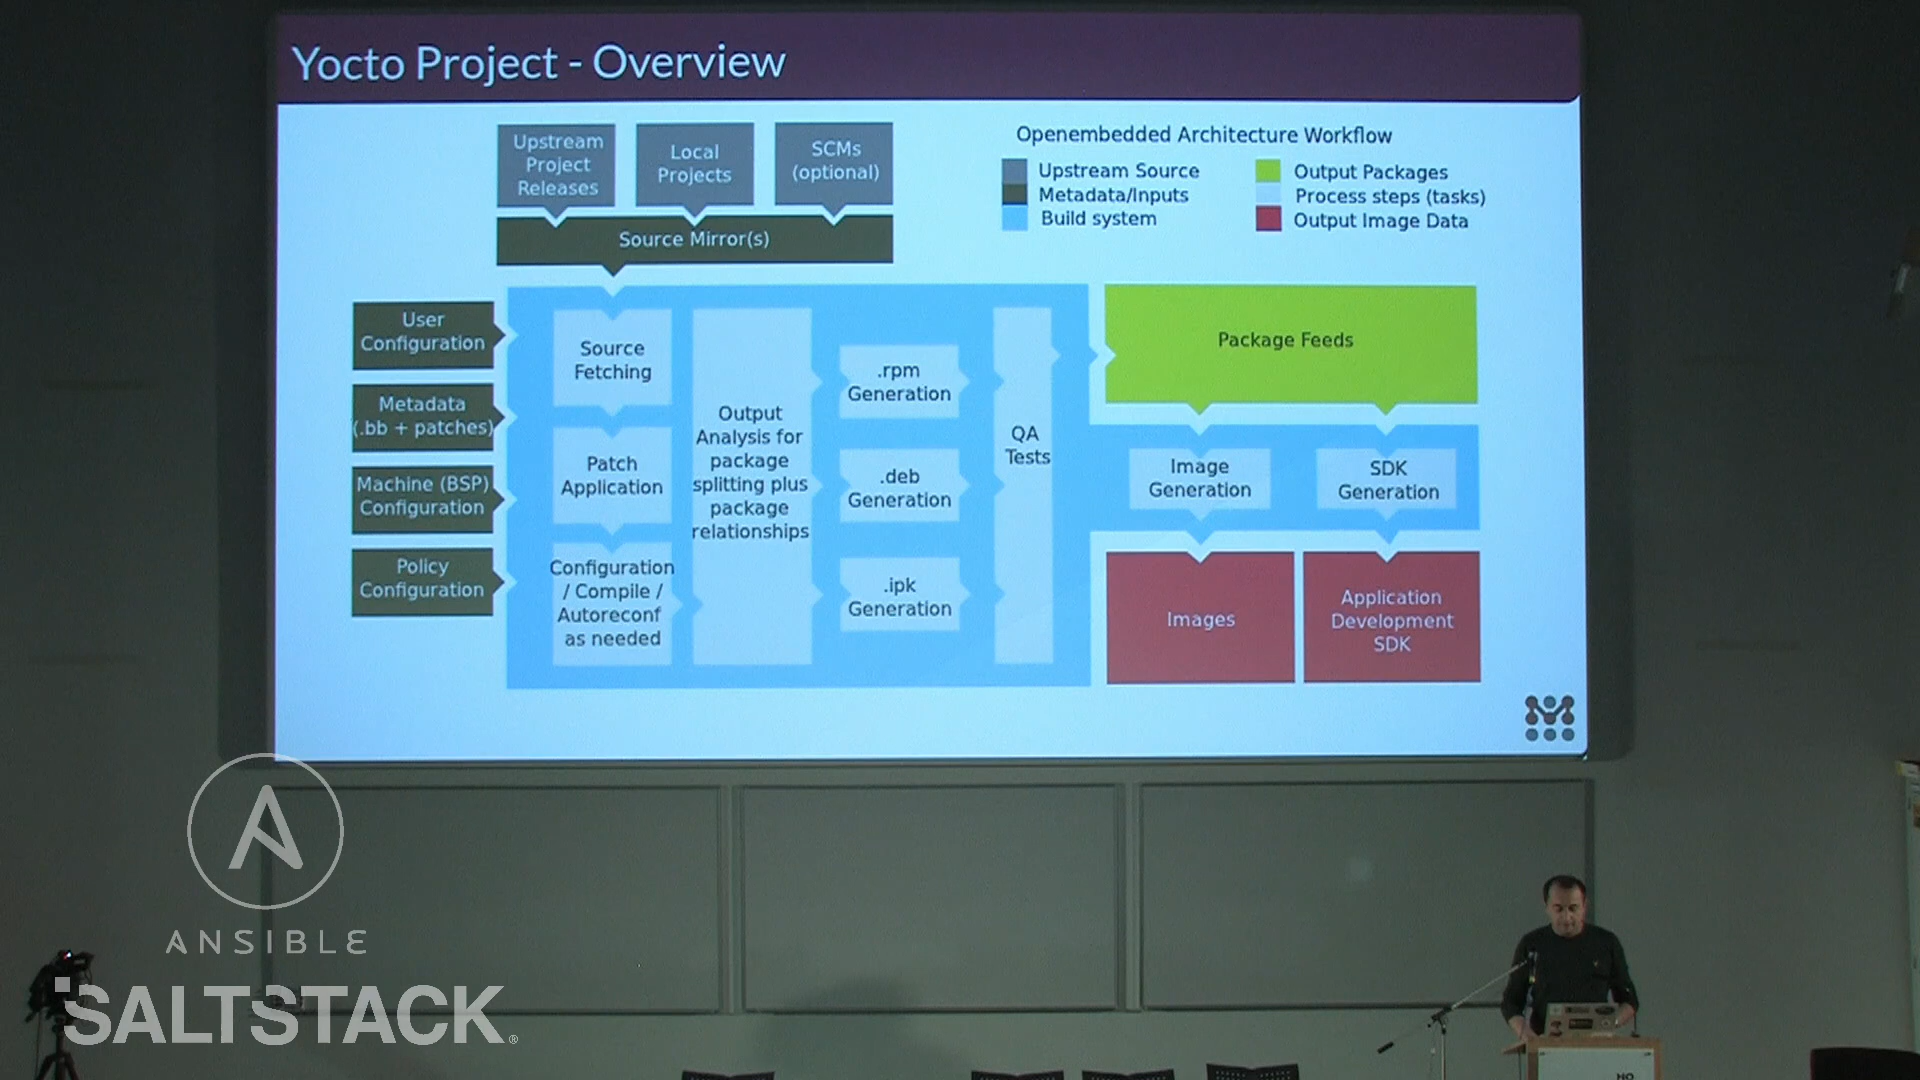 Yocto Project - Overview
Upstream
Project
Releases
Local
Projects
SCMs
(optional)
Source Mirror(s)
Openembedded Architecture Workflow
Upstream Source
Metadata/Inputs
Build system
Output Packages
Process steps (tasks)
Output Image Data
User
Configuration
Metadata
(.bb + patches)
Machine (BSP)
Configuration
Policy
Configuration
Source
Fetching
Patch
Application
Configuration
/ Compile /
Autoreconf
as needed
Output
Analysis for
package
splitting plus
package
relationships
.rpm
Generation
.deb
Generation
.ipk
Generation
QA
Tests
Package Feeds
Image
Generation
SDK
Generation
Images
Application
Development
SDK
ANSIBLE
SALTSTACK®